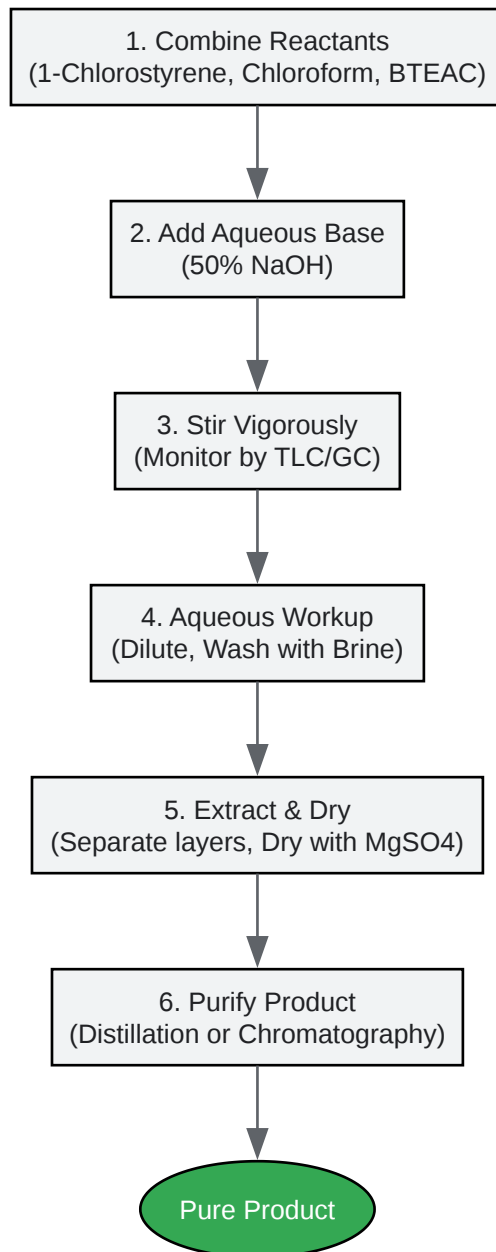 1. Combine Reactants
(1-Chlorostyrene, Chloroform, BTEAC)
2. Add Aqueous Base
(50% NaOH)
3. Stir Vigorously
(Monitor by TLC/GC)
4. Aqueous Workup
(Dilute, Wash with Brine)
5. Extract & Dry
(Separate layers, Dry with MgSO4)
6. Purify Product
(Distillation or Chromatography)
Pure Product